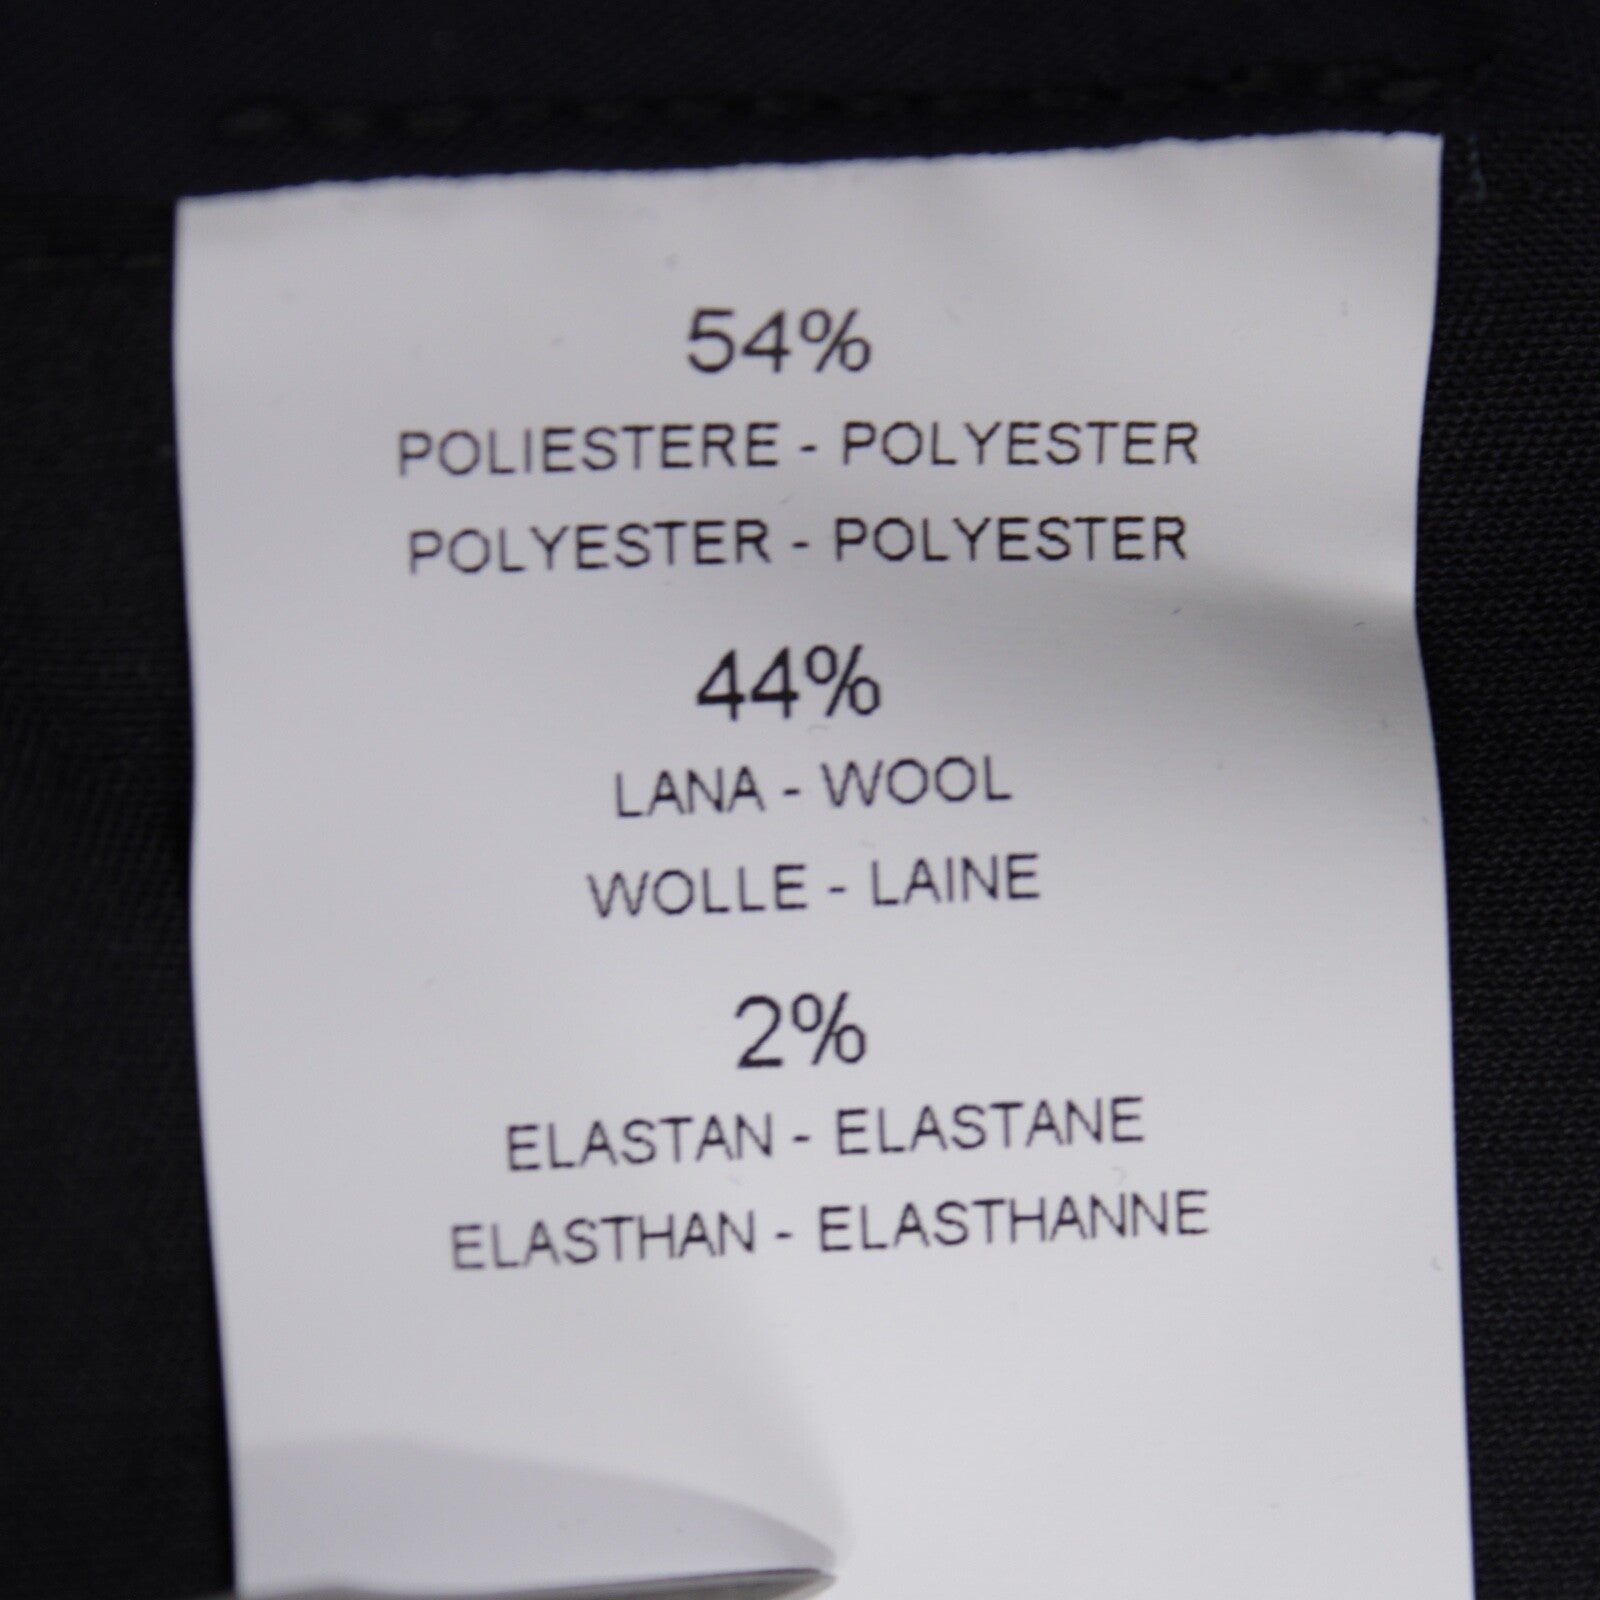 54%
POLIESTERE - POLYESTER
POLYESTER - POLYESTER
44%
LANA - WOOL
WOLLE - LAINE
2%
ELASTAN - ELASTANE
ELASTHAN - ELASTHANNE